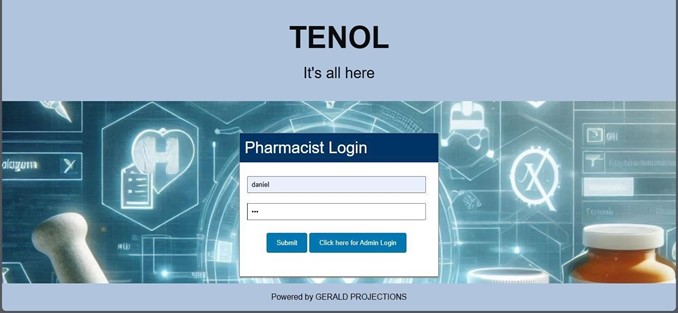 TENOL
It's all here
Pharmacist Login
daniel
•••
Submit Click here for Admin Login
Powered by GERALD PROJECTIONS